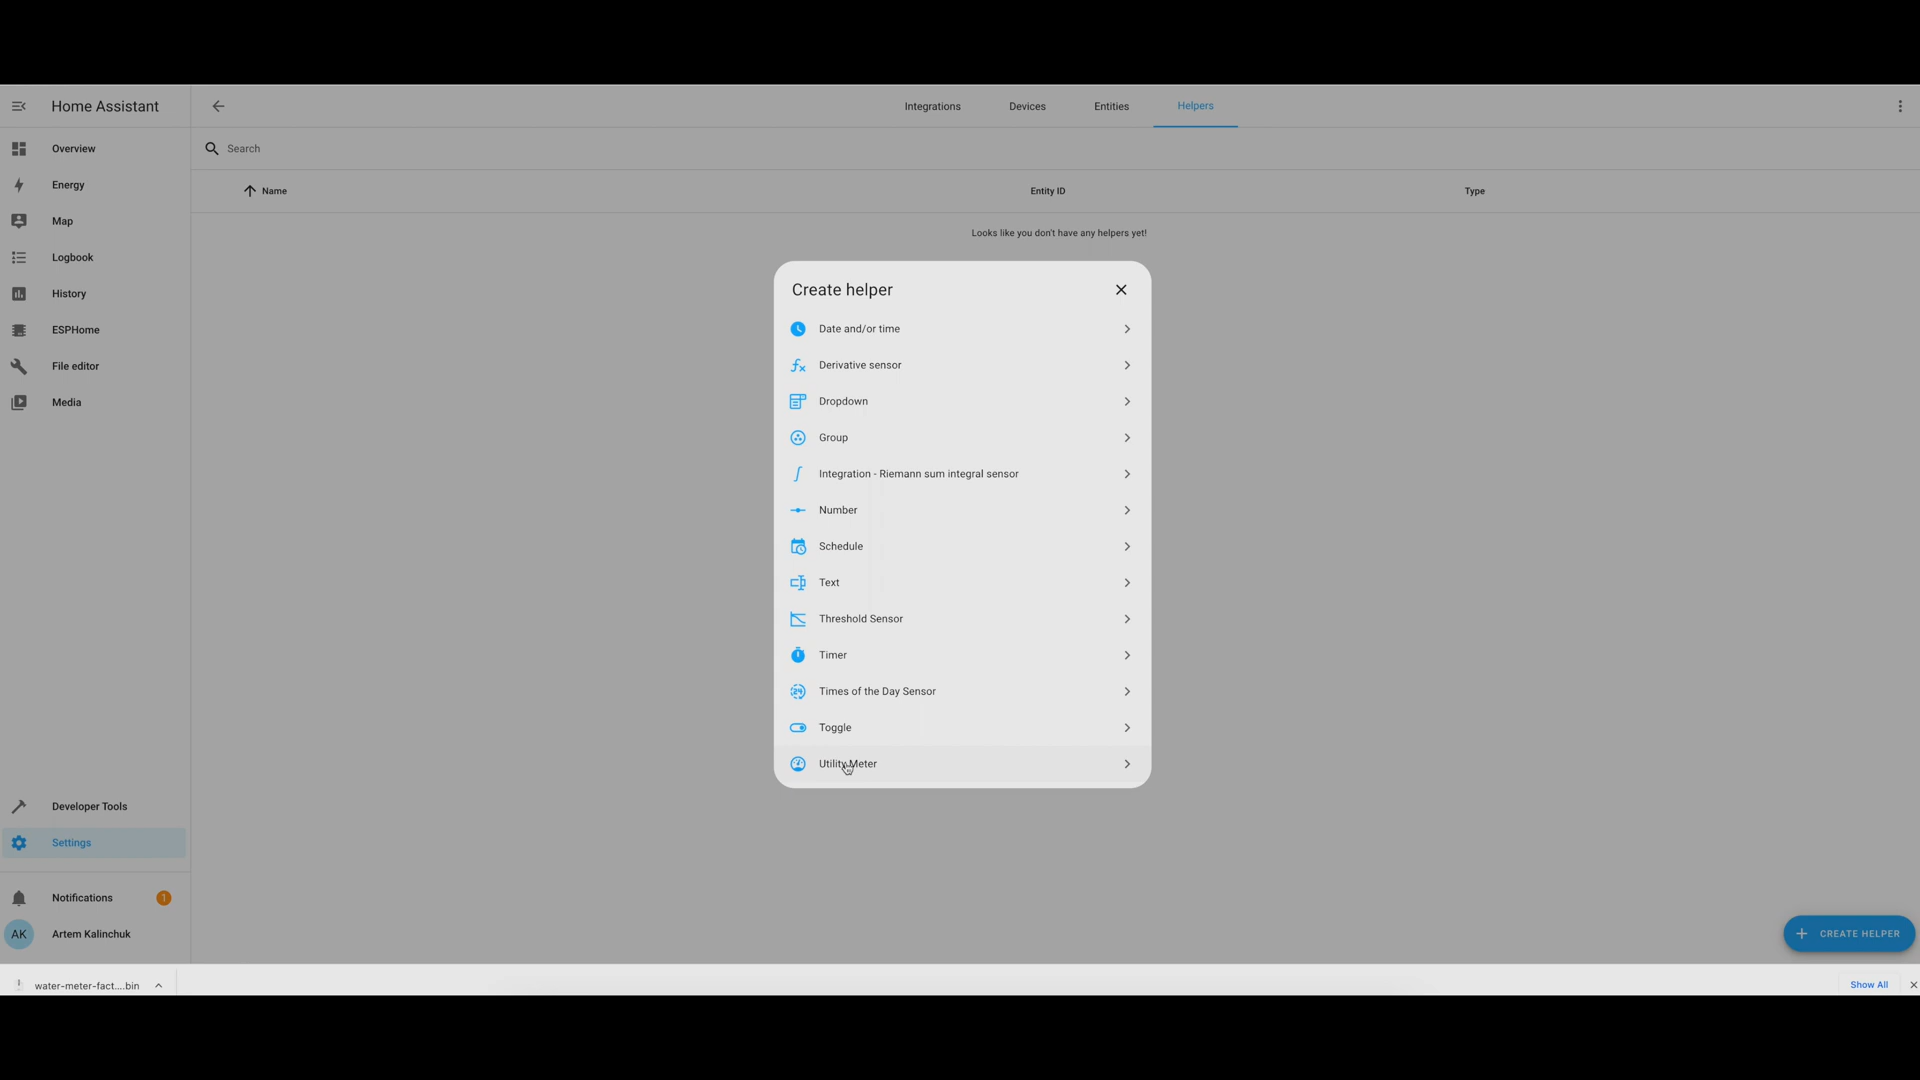 Home Assistant
Integrations
Devices
Entities
Helpers
Overview
Search
Energy
Name
Entity ID
Type
Map
Looks like you don't have any helpers yet!
Logbook
History
ESPHome
File editor
Media
Create helper
Date and/or time
Derivative sensor
Dropdown
Group
Integration - Riemann sum integral sensor
Number
Schedule
Text
Threshold Sensor
Timer
Times of the Day Sensor
Toggle
Utility Meter
Developer Tools
Settings
Notifications
1
AK
Artem Kalinchuk
CREATE HELPER
water-meter-fact....bin
Show All